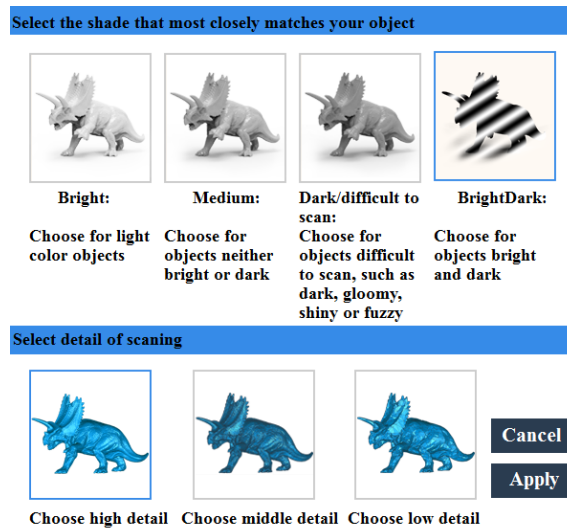 Select the shade that most closely matches your object
Bright:
Choose for light
color objects
Medium:
Choose for
objects neither
bright or dark
Dark/difficult to
scan:
Choose for
objects difficult
to scan, such as
dark, gloomy,
shiny or fuzzy
BrightDark:
Choose for
objects bright
and dark
Select detail of scaning
Cancel
Apply
Choose high detail
Choose middle detail
Choose low detail